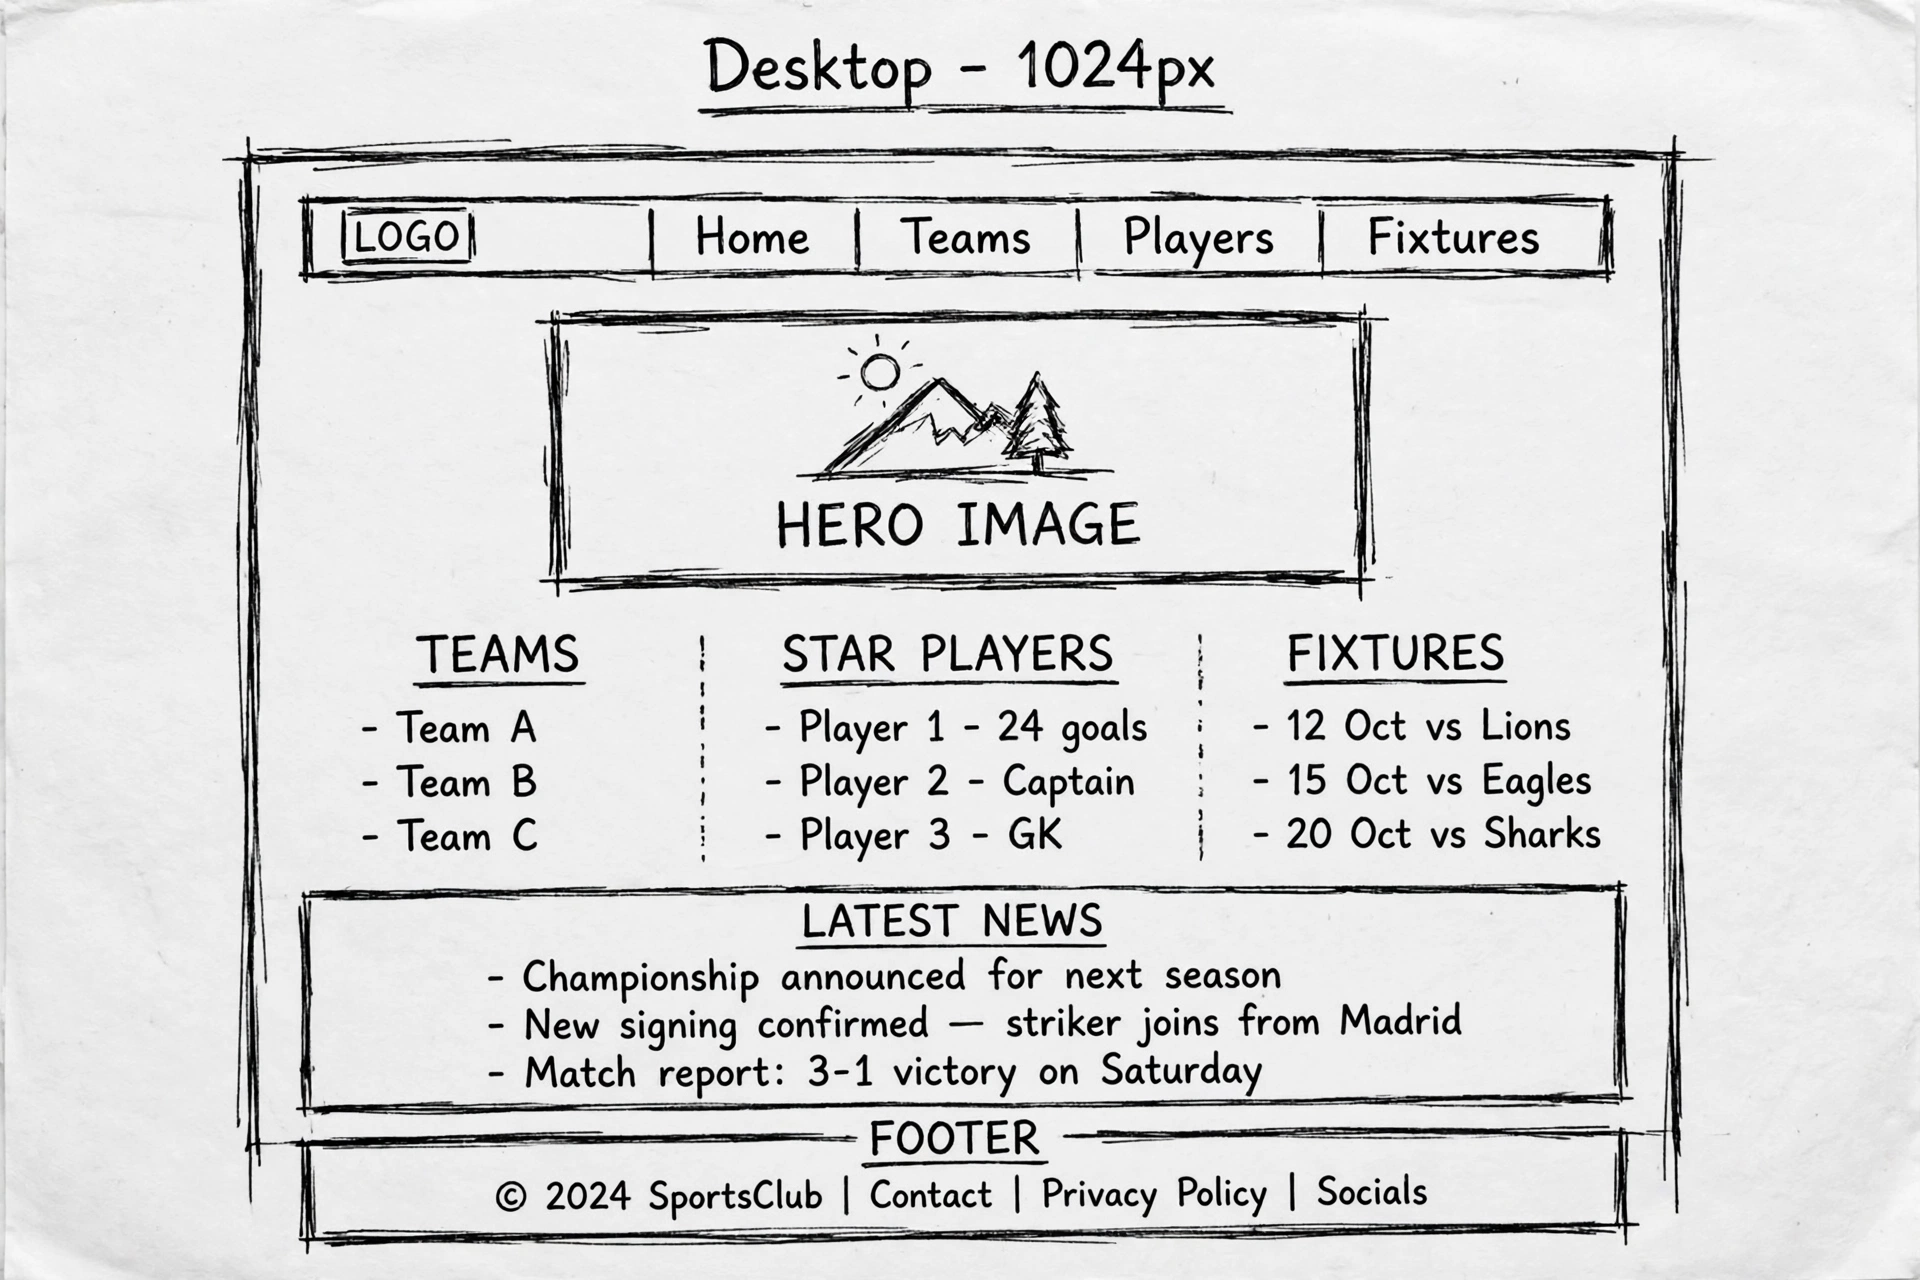 Desktop - 1024px
LOGO | Home | Teams | Players | Fixtures
HERO IMAGE
TEAMS
- Team A
- Team B
- Team C
STAR PLAYERS
- Player 1 - 24 goals
- Player 2 - Captain
- Player 3 - GK
FIXTURES
- 12 Oct vs Lions
- 15 Oct vs Eagles
- 20 Oct vs Sharks
LATEST NEWS
- Championship announced for next season
- New signing confirmed — striker joins from Madrid
- Match report: 3-1 victory on Saturday
FOOTER
© 2024 SportsClub | Contact | Privacy Policy | Socials